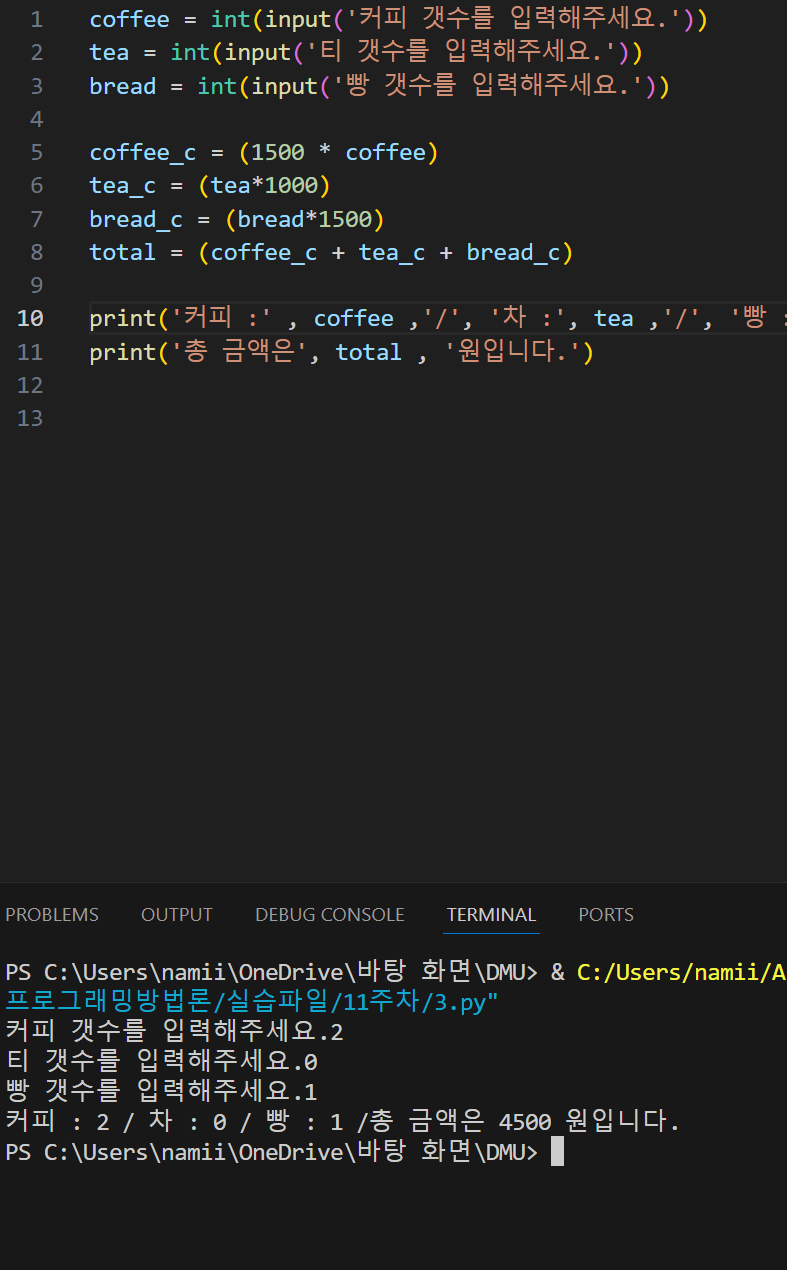 1 coffee = int(input('커피 갯수를 입력해주세요.'))
2 tea = int(input('티 갯수를 입력해주세요.'))
3 bread = int(input('빵 갯수를 입력해주세요.'))
4
5 coffee_c = (1500 * coffee)
6 tea_c = (tea*1000)
7 bread_c = (bread*1500)
8 total = (coffee_c + tea_c + bread_c)
9
10 print('커피 :' , coffee ,'/', '차 :', tea ,'/', '빵 :
11 print('총 금액은', total , '원입니다.')
12
13
PROBLEMS OUTPUT DEBUG CONSOLE TERMINAL PORTS
PS C:\Users\namii\OneDrive\바탕 화면\DMU> & C:/Users/namii/A
프로그래밍방법론/실습파일/11주차/3.py"
커피 갯수를 입력해주세요.2
티 갯수를 입력해주세요.0
빵 갯수를 입력해주세요.1
커피 : 2 / 차 : 0 / 빵 : 1 /총 금액은 4500 원입니다.
PS C:\Users\namii\OneDrive\바탕 화면\DMU>